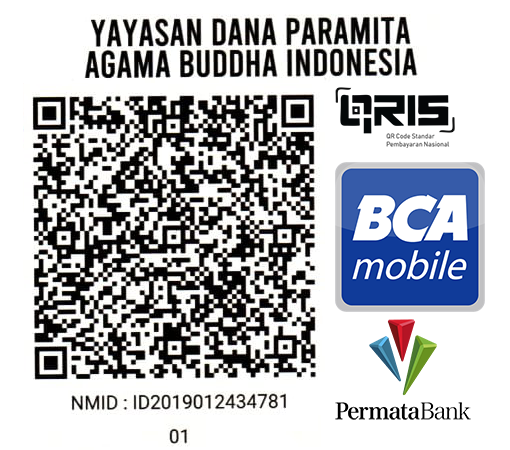 YAYASAN DANA PARAMITA
AGAMA BUDDHA INDONESIA
QRIS
QR Code Standar
Pembayaran Nasional
BCA
mobile
PermataBank
NMID : ID2019012434781
01